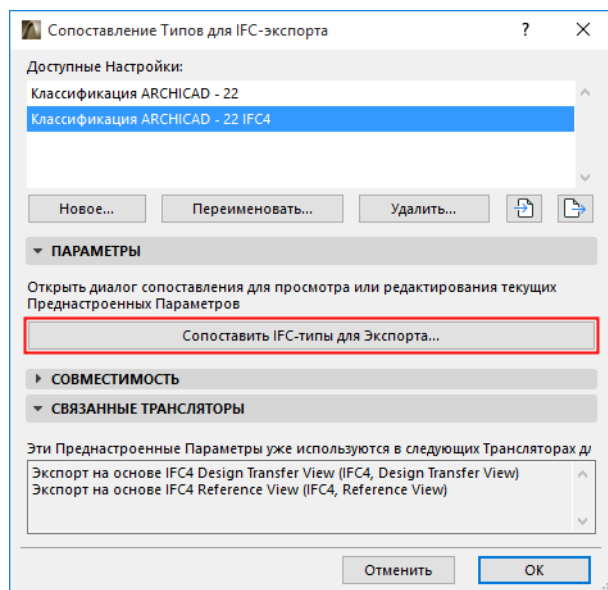 Сопоставление Типов для IFC-экспорта
?
Доступные Настройки:
Классификация ARCHICAD - 22
Классификация ARCHICAD - 22 IFC4
Новое... Переименовать... Удалить...
ПАРАМЕТРЫ
Открыть диалог сопоставления для просмотра или редактирования текущих
Преднастроенных Параметров
Сопоставить IFC-типы для Экспорта...
СОВМЕСТИМОСТЬ
СВЯЗАННЫЕ ТРАНСЛЯТОРЫ
Эти Преднастроенные Параметры уже используются в следующих Трансляторах дл
Экспорт на основе IFC4 Design Transfer View (IFC4, Design Transfer View)
Экспорт на основе IFC4 Reference View (IFC4, Reference View)
Отменить OK